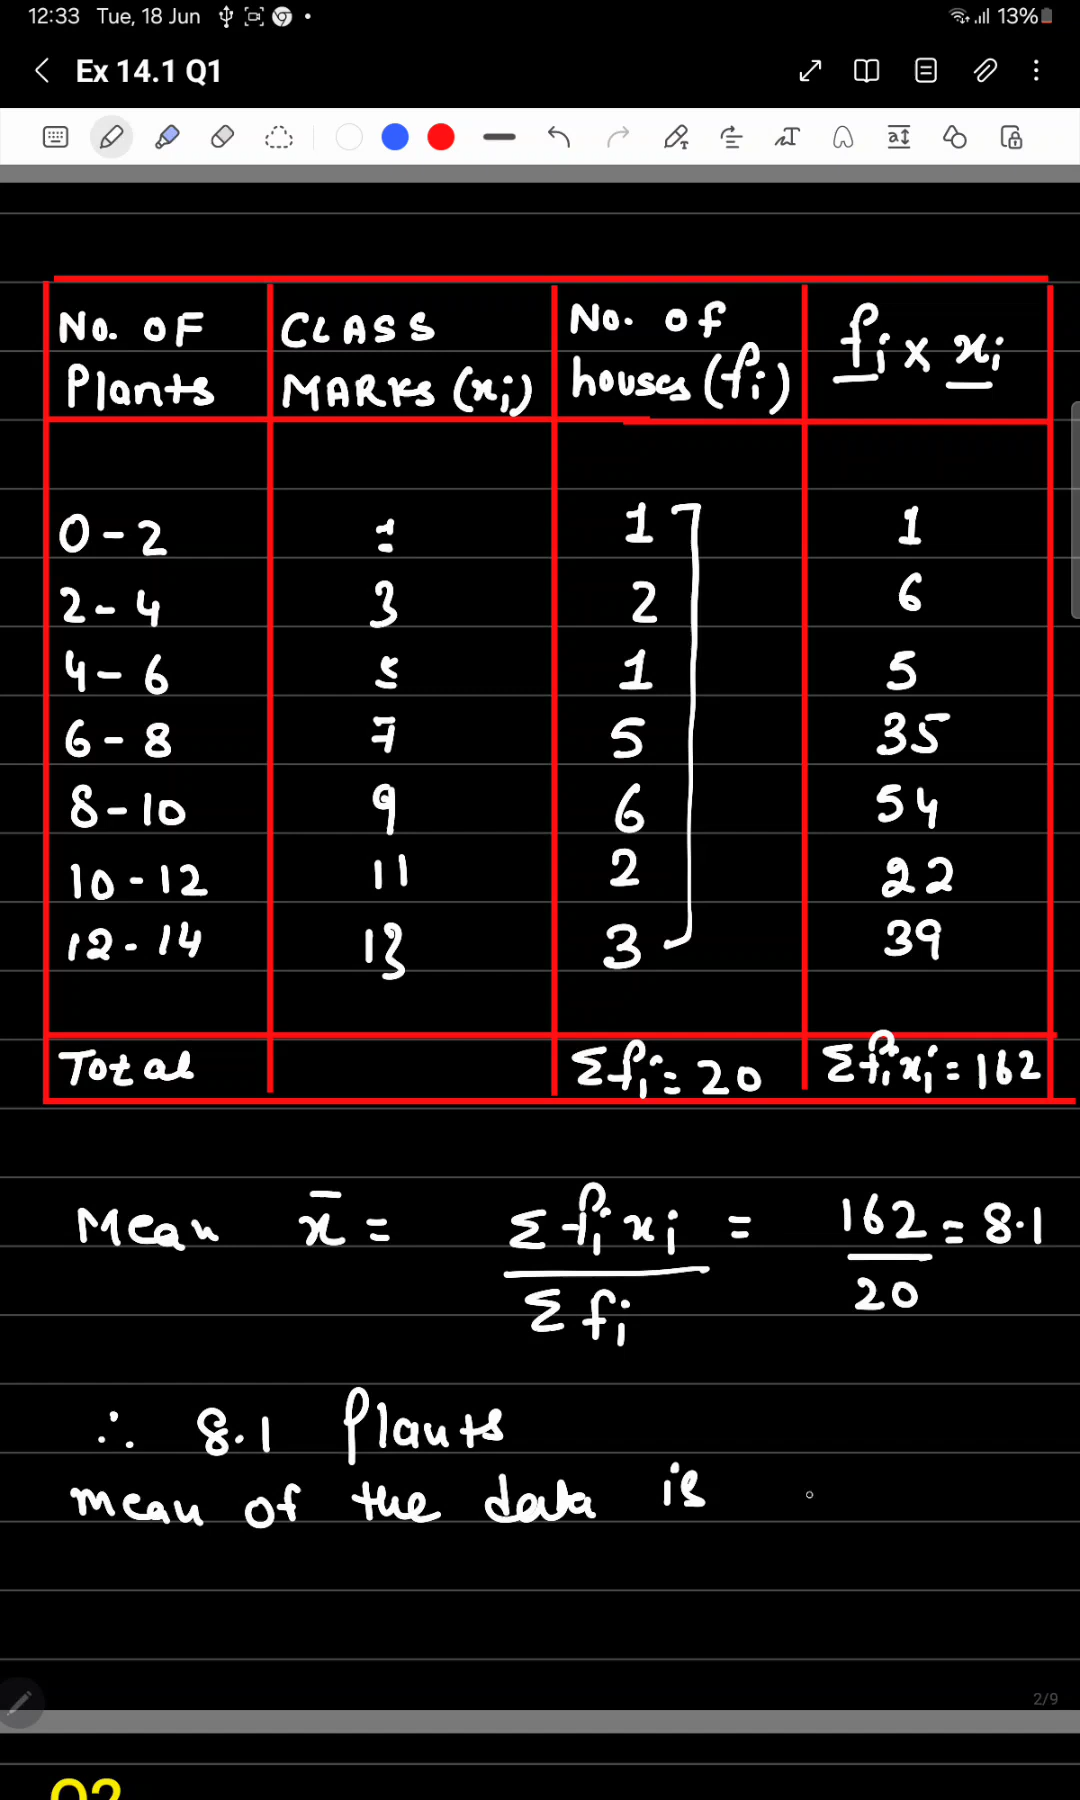 12:33 Tue, 18 Jun
13%
Ex 14.1 Q1
No. OF Plants
CLASS MARKS (xi)
No. of houses (fi)
fi × xi
0-2 1 1 1
2-4 3 2 6
4-6 5 1 5
6-8 7 5 35
8-10 9 6 54
10-12 11 2 22
12-14 13 3 39
Total Σfi = 20 Σfixi = 162
Mean x̄ = Σ fi xi / Σ fi = 162 / 20 = 8.1
∴ 8.1 Plants
mean of the data is
2/9
Q2